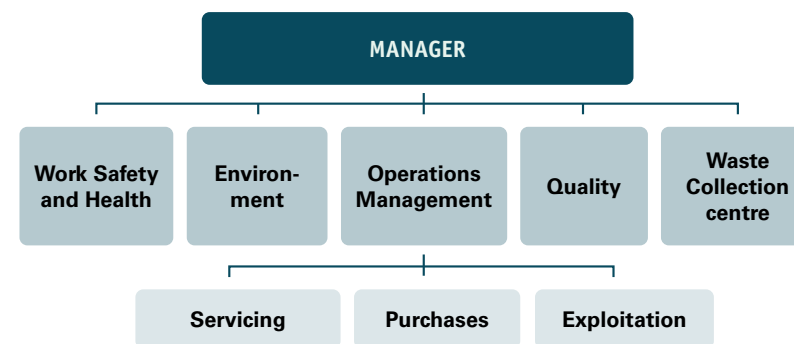 MANAGER
Work Safety
and Health
Environ-
ment
Operations
Management
Quality
Waste
Collection
centre
Servicing
Purchases
Exploitation